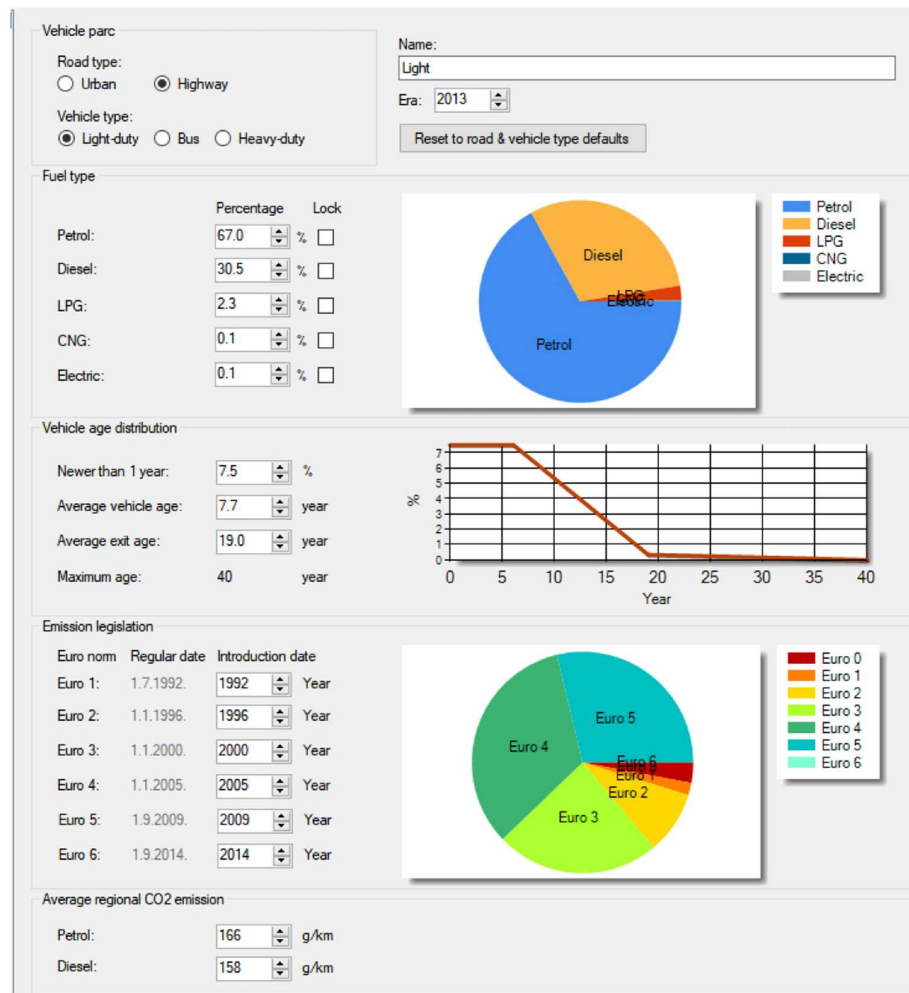 Vehicle parc
Road type:
Urban Highway
Vehicle type:
Light-duty Bus Heavy-duty
Name:
Light
Era: 2013
Reset to road & vehicle type defaults
Fuel type
Percentage Lock
Petrol: 67.0 %
Diesel: 30.5 %
LPG: 2.3 %
CNG: 0.1 %
Electric: 0.1 %
Diesel
LPG
CNG
Electric
Petrol
Petrol
Diesel
LPG
CNG
Electric
Vehicle age distribution
Newer than 1 year: 7.5 %
Average vehicle age: 7.7 year
Average exit age: 19.0 year
Maximum age: 40 year
%
7
6
5
4
3
2
1
0
0 5 10 15 20 25 30 35 40
Year
Emission legislation
Euro norm Regular date Introduction date
Euro 1: 1.7.1992. 1992 Year
Euro 2: 1.1.1996. 1996 Year
Euro 3: 1.1.2000. 2000 Year
Euro 4: 1.1.2005. 2005 Year
Euro 5: 1.9.2009. 2009 Year
Euro 6: 1.9.2014. 2014 Year
Euro 5
Euro 4
Euro 6
Euro 0
Euro 1
Euro 2
Euro 3
Euro 0
Euro 1
Euro 2
Euro 3
Euro 4
Euro 5
Euro 6
Average regional CO2 emission
Petrol: 166 g/km
Diesel: 158 g/km